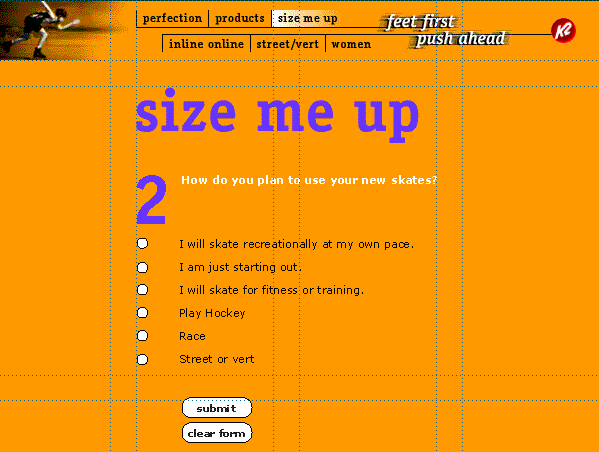 perfection products size me up
feet first
push ahead
K2
inline online street/vert women
size me up
2 How do you plan to use your new skates?
I will skate recreationally at my own pace.
I am just starting out.
I will skate for fitness or training.
Play Hockey
Race
Street or vert
submit
clear form